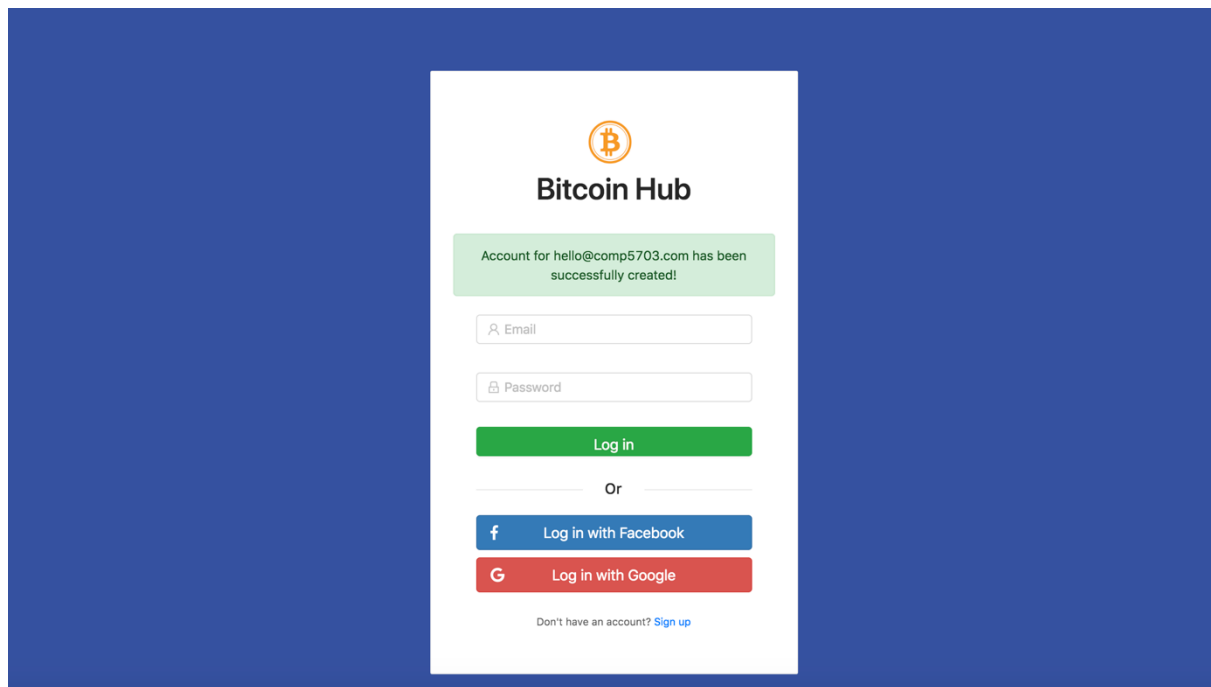 Bitcoin Hub
Account for hello@comp5703.com has been
successfully created!
Email
Password
Log in
Or
Log in with Facebook
Log in with Google
Don't have an account? Sign up